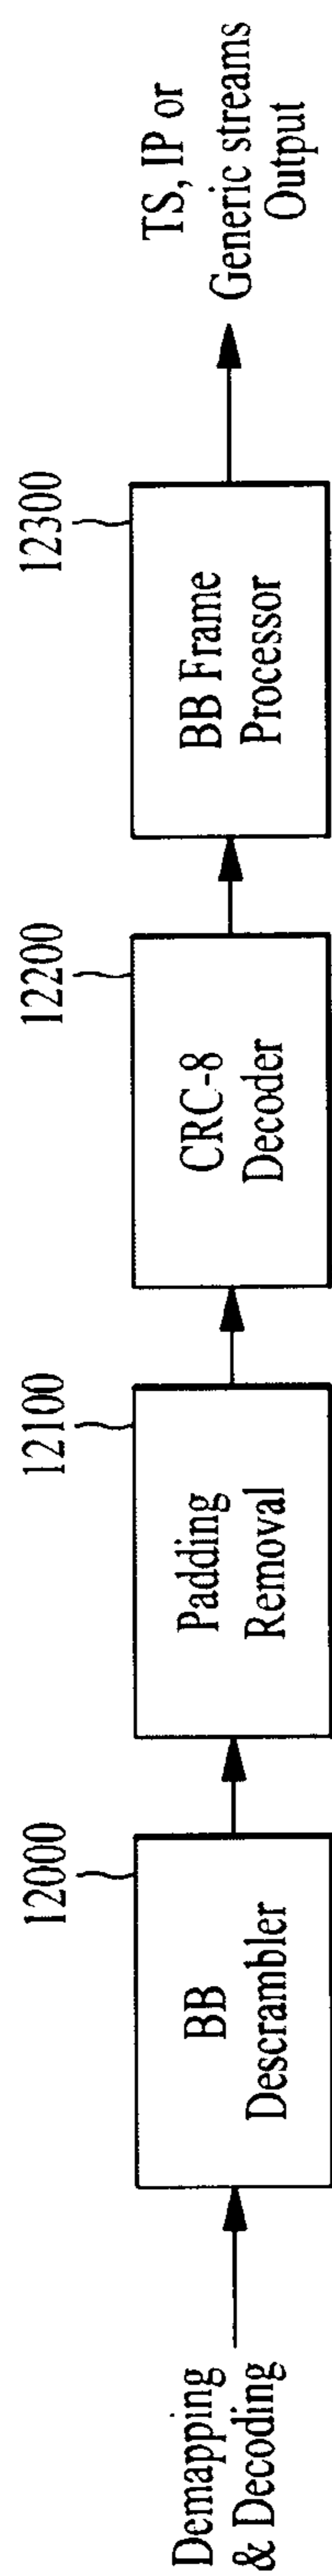 Demapping
& Decoding
12000
BB
Descrambler
12100
Padding
Removal
12200
CRC-8
Decoder
12300
BB Frame
Processor
TS, IP or
Generic streams
Output